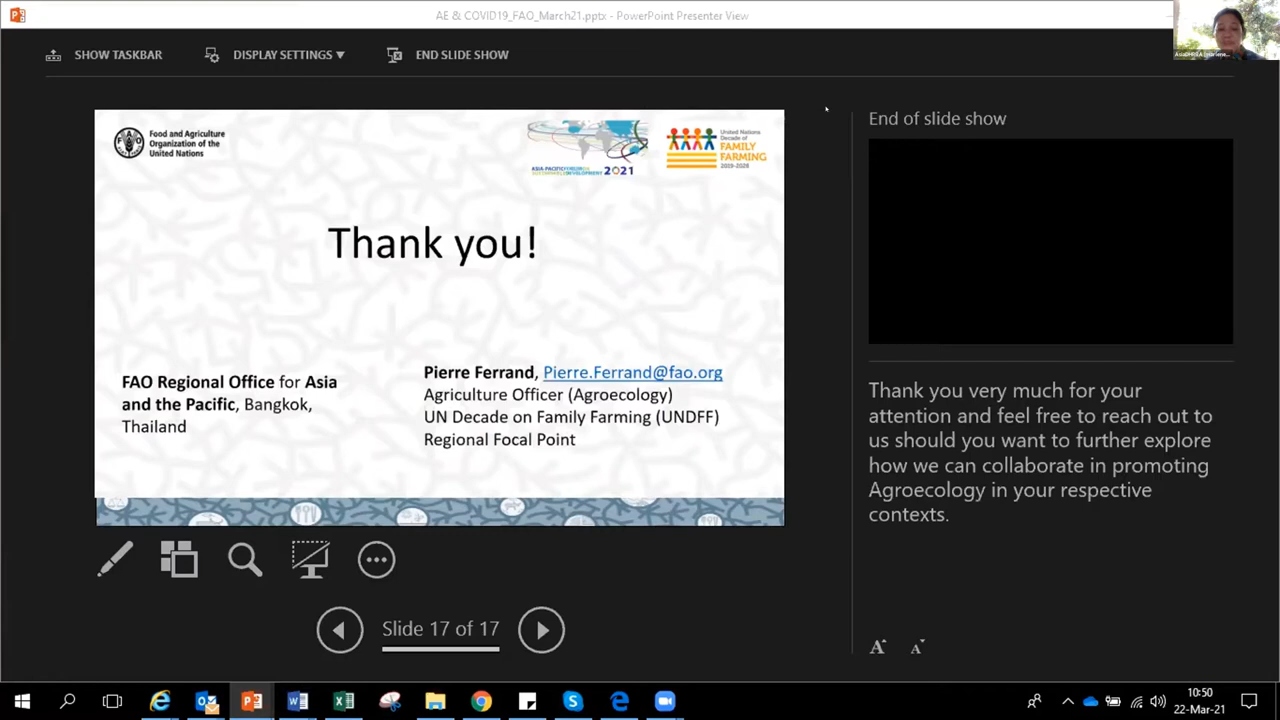 AE & COVID19_FAO_March21.pptx - PowerPoint Presenter View
SHOW TASKBAR
DISPLAY SETTINGS
END SLIDE SHOW
Food and Agriculture
Organization of the
United Nations
2021
United Nations
Decade of
FAMILY
FARMING
2019-2028
Thank you!
FAO Regional Office for Asia
and the Pacific, Bangkok,
Thailand
Pierre Ferrand, Pierre.Ferrand@fao.org
Agriculture Officer (Agroecology)
UN Decade on Family Farming (UNDFF)
Regional Focal Point
End of slide show
Thank you very much for your
attention and feel free to reach out to
us should you want to further explore
how we can collaborate in promoting
Agroecology in your respective
contexts.
Slide 17 of 17
A A
10:50
22-Mar-21